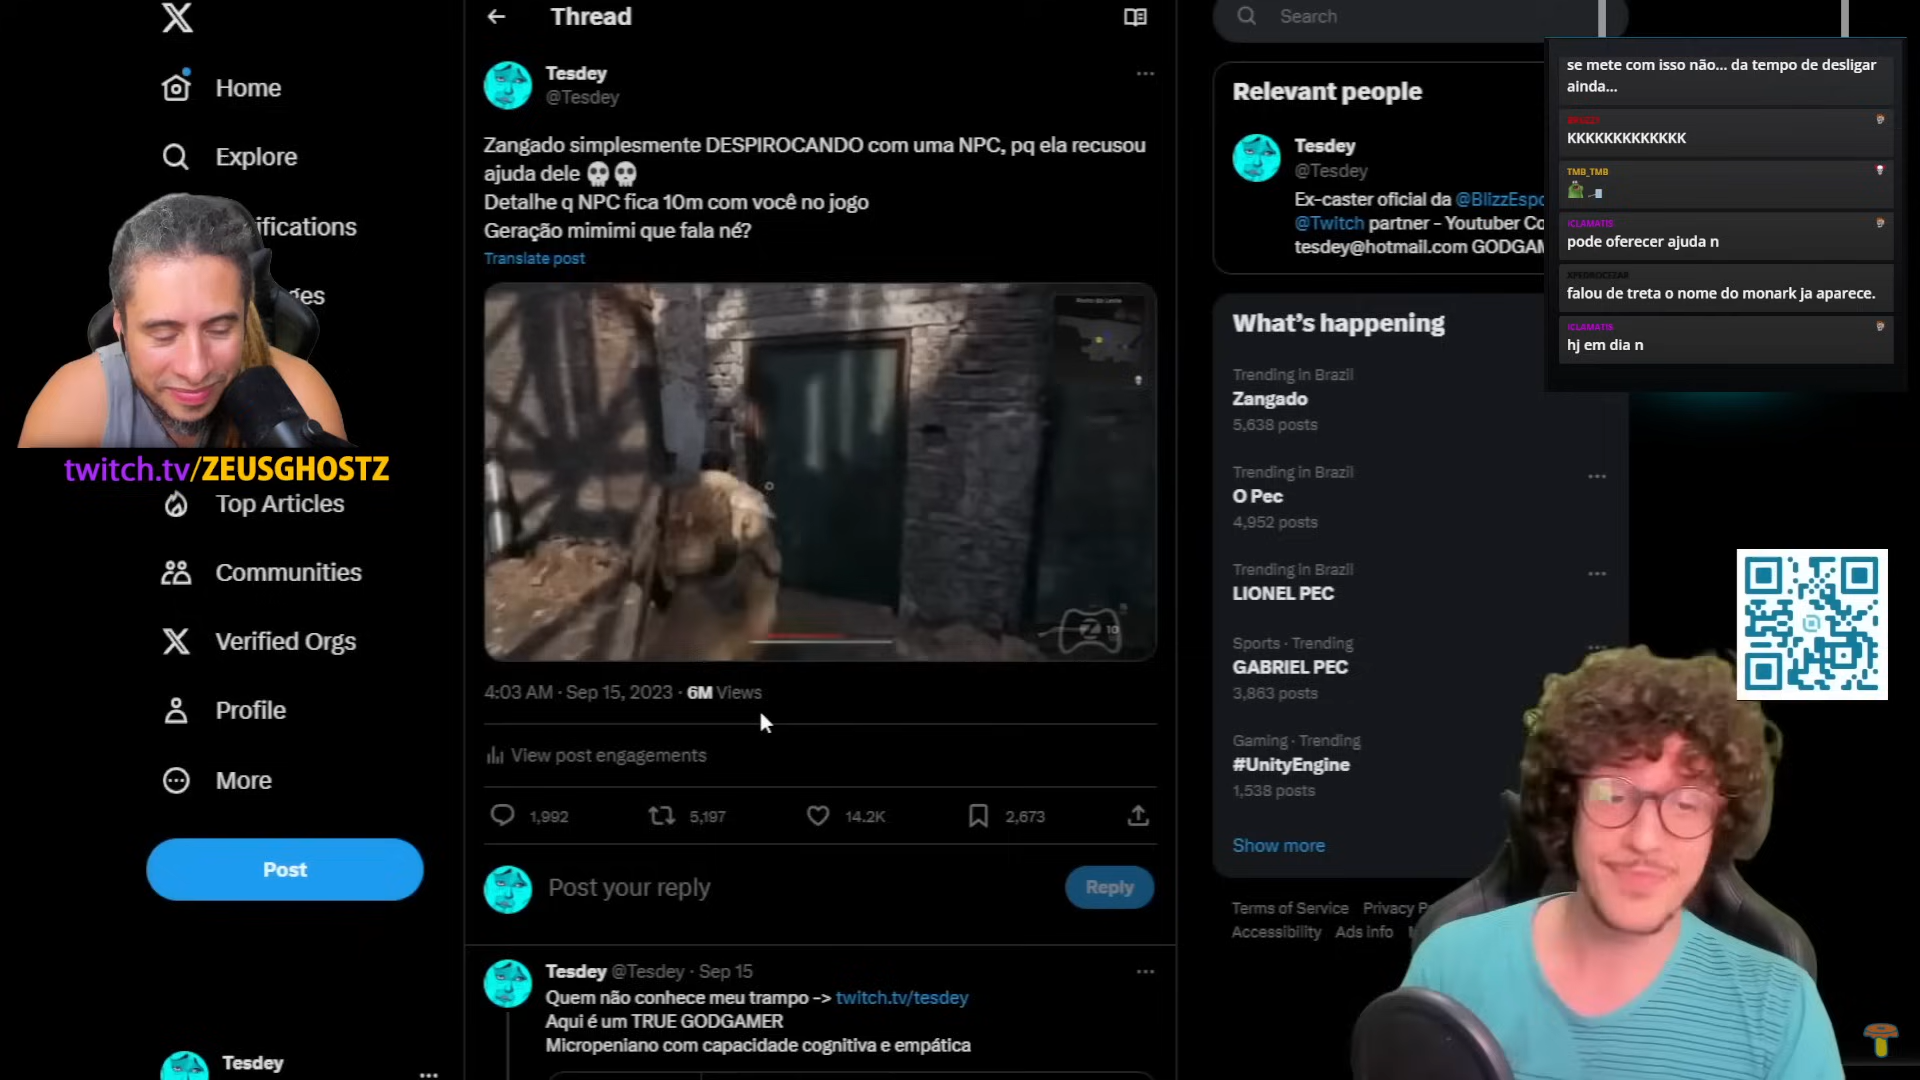 Home
Explore
ifications
ges
twitch.tv/ZEUSGHOSTZ
Top Articles
Communities
Verified Orgs
Profile
More
Post
Tesdey
Thread
Tesdey
@Tesdey
Zangado simplesmente DESPIROCANDO com uma NPC, pq ela recusou
ajuda dele 💀💀
Detalhe q NPC fica 10m com você no jogo
Geração mimimi que fala né?
Translate post
10
4:03 AM · Sep 15, 2023 · 6M Views
View post engagements
1,992 5,197 14.2K 2,673
Post your reply
Reply
Tesdey @Tesdey · Sep 15
Quem não conhece meu trampo -> twitch.tv/tesdey
Aqui é um TRUE GODGAMER
Micropeniano com capacidade cognitiva e empática
Search
Relevant people
Tesdey
@Tesdey
Ex-caster oficial da @BlizzEspo
@Twitch partner - Youtuber Co
tesdey@hotmail.com GODGAM
What's happening
Trending in Brazil
Zangado
5,638 posts
Trending in Brazil
O Pec
4,952 posts
Trending in Brazil
LIONEL PEC
Sports · Trending
GABRIEL PEC
3,863 posts
Gaming · Trending
#UnityEngine
1,538 posts
Show more
Terms of Service Privacy P
Accessibility Ads info
se mete com isso não... da tempo de desligar
ainda...
KKKKKKKKKKKKK
TMB_TMB
ICLAMATIS
pode oferecer ajuda n
XPEDROCEZAR
falou de treta o nome do monark ja aparece.
ICLAMATIS
hj em dia n